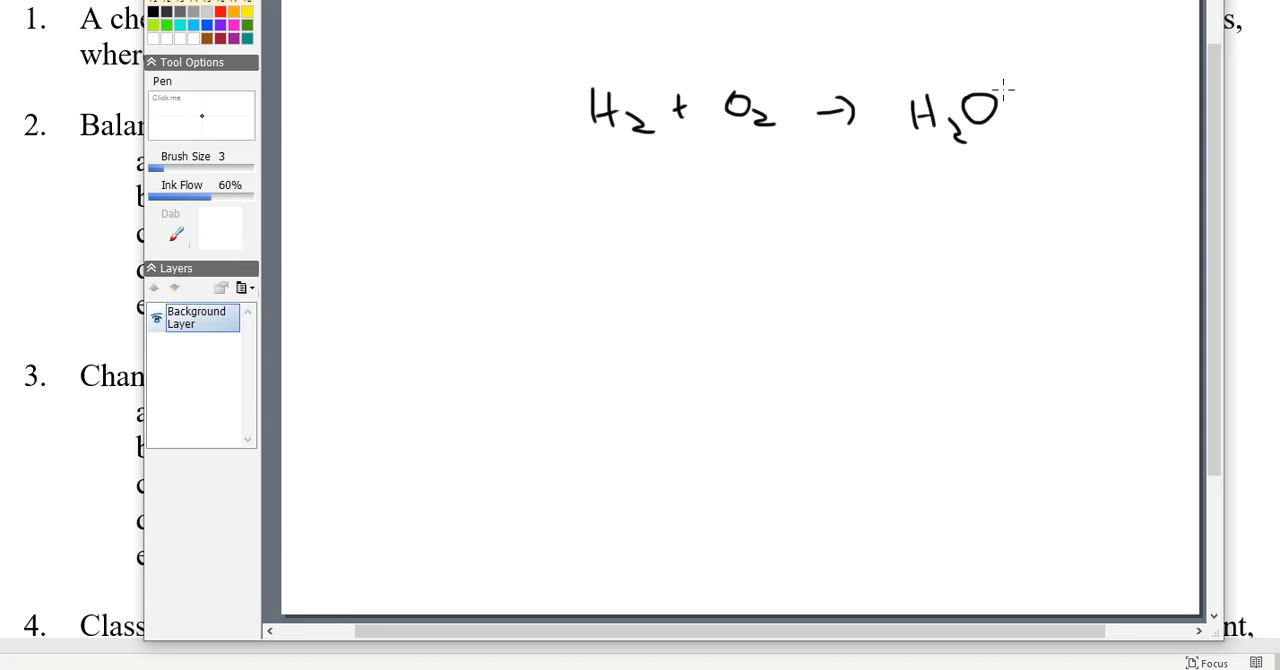 1. A che s,
wher
H₂ + O₂ → H₂O
2. Balan
3. Chan
4. Class nt,
Tool Options
Pen
Click me
Brush Size 3
Ink Flow 60%
Dab
Layers
Background
Layer
Focus